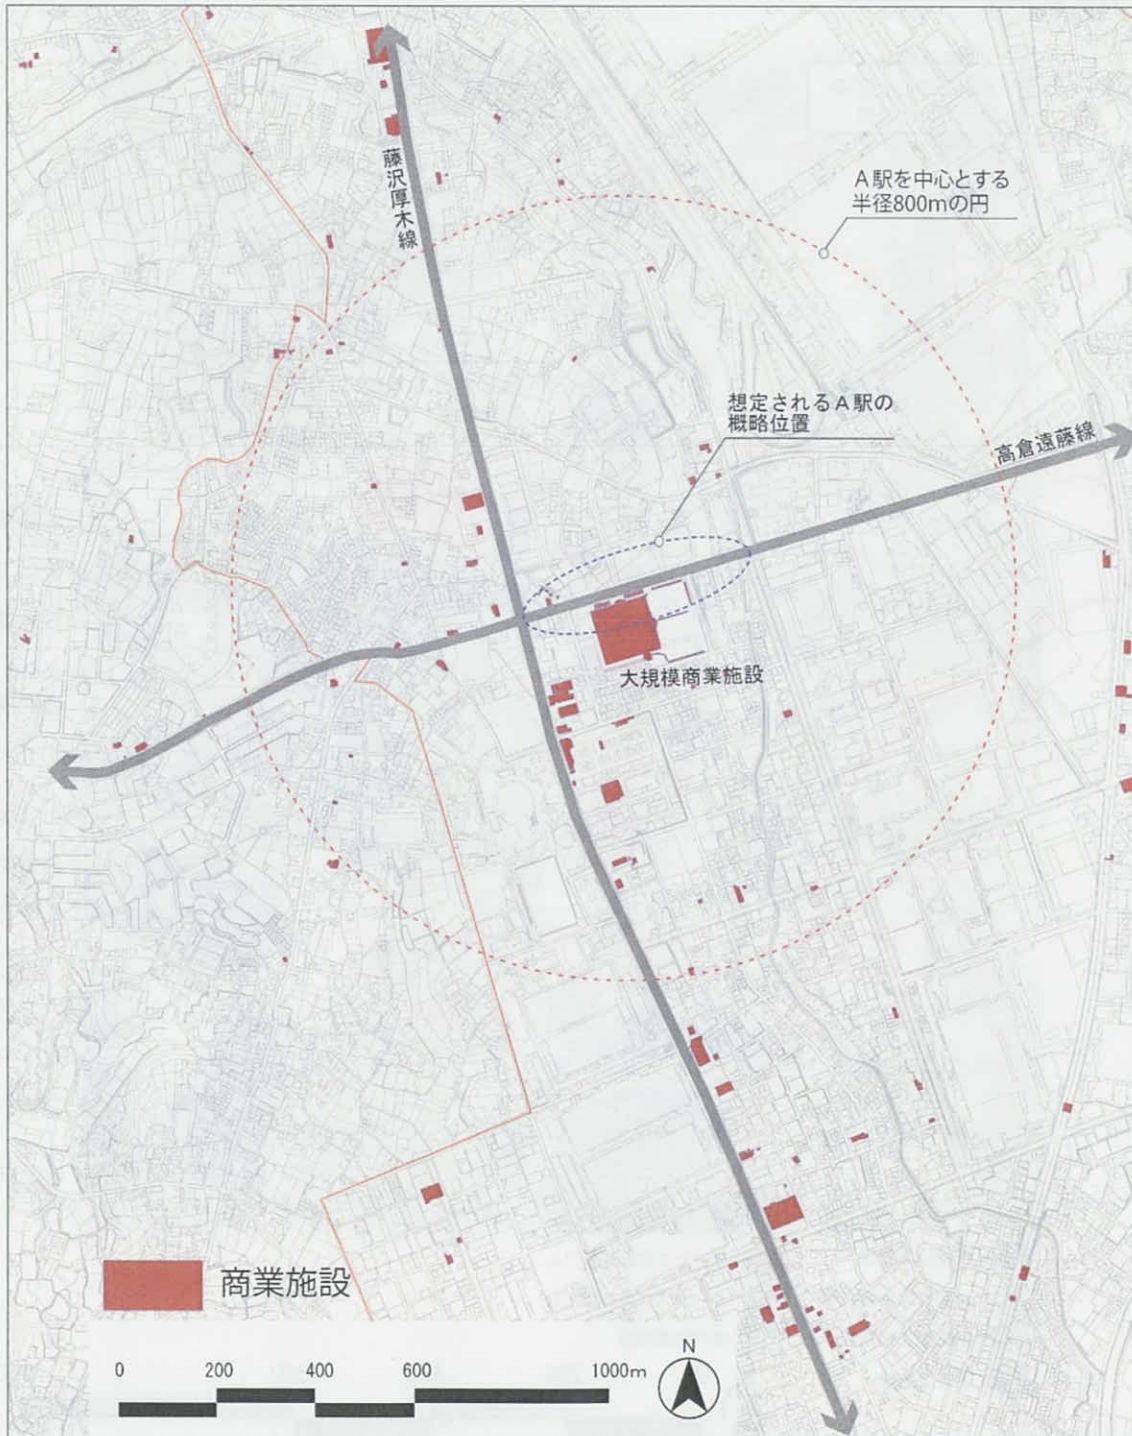 藤沢厚木線
A駅を中心とする
半径800mの円
想定されるA駅の
概略位置
高倉遠藤線
大規模商業施設
商業施設
0 200 400 600 1000m
N